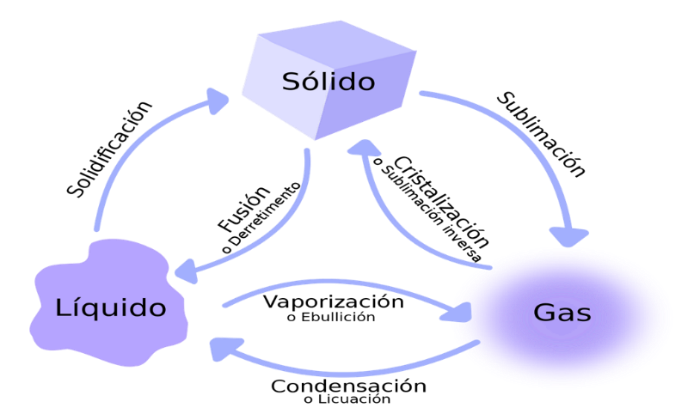 Sólido
Solidificación
Sublimación
Fusión
o Derretimento
Cristalización
o Sublimación inversa
Líquido
Vaporización
o Ebullición
Gas
Condensación
o Licuación